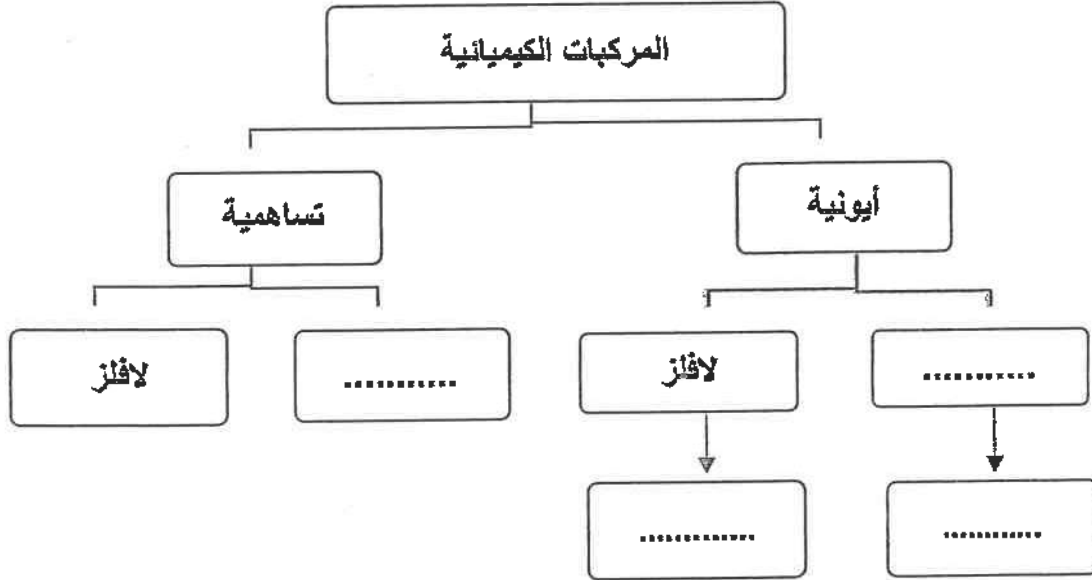 المركبات الكيميائية
أيونية
تساهمية
............
لافلز
...........
لافلز
............
.............